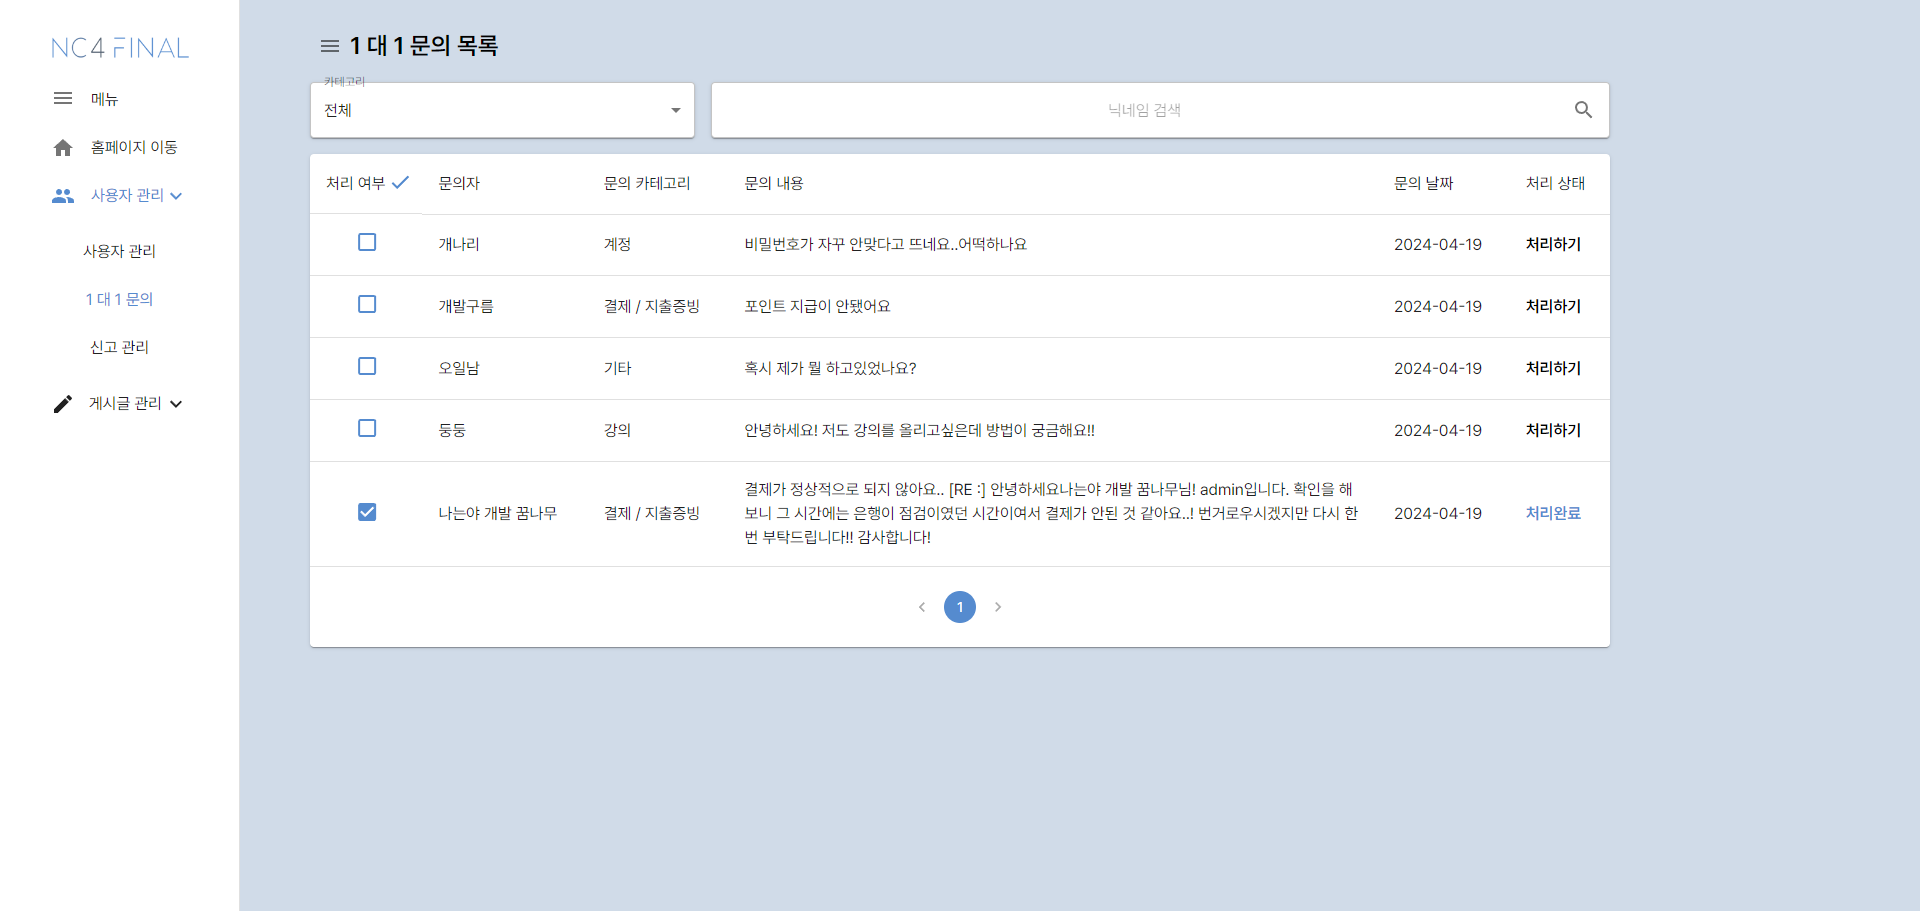 NC4 FINAL
메뉴
홈페이지 이동
사용자 관리
사용자 관리
1 대 1 문의
신고 관리
게시글 관리
1 대 1 문의 목록
카테고리
전체
닉네임 검색
처리 여부 문의자 문의 카테고리 문의 내용 문의 날짜 처리 상태
개나리 계정 비밀번호가 자꾸 안맞다고 뜨네요..어떡하나요 2024-04-19 처리하기
개발구름 결제 / 지출증빙 포인트 지급이 안됐어요 2024-04-19 처리하기
오일남 기타 혹시 제가 뭘 하고있었나요? 2024-04-19 처리하기
둥둥 강의 안녕하세요! 저도 강의를 올리고싶은데 방법이 궁금해요!! 2024-04-19 처리하기
나는야 개발 꿈나무 결제 / 지출증빙 결제가 정상적으로 되지 않아요.. [RE :] 안녕하세요나는야 개발 꿈나무님! admin입니다. 확인을 해
보니 그 시간에는 은행이 점검이였던 시간이여서 결제가 안된 것 같아요..! 번거로우시겠지만 다시 한
번 부탁드립니다!! 감사합니다! 2024-04-19 처리완료
1